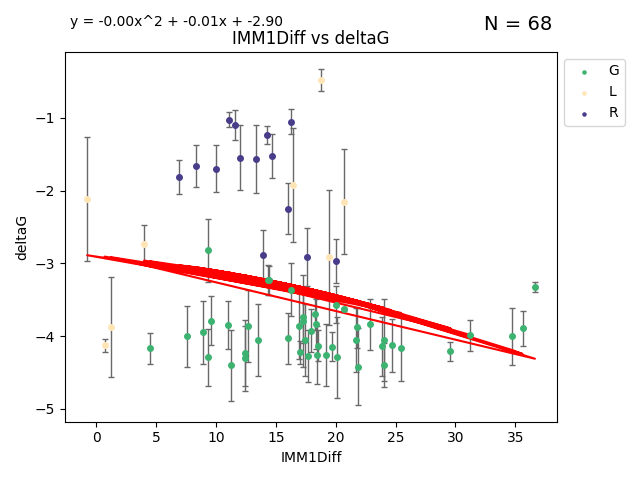 y = -0.00x^2 + -0.01x + -2.90
N = 68
IMM1Diff vs deltaG
G
L
R
deltaG
−1
−2
−3
−4
−5
0 5 10 15 20 25 30 35
IMM1Diff